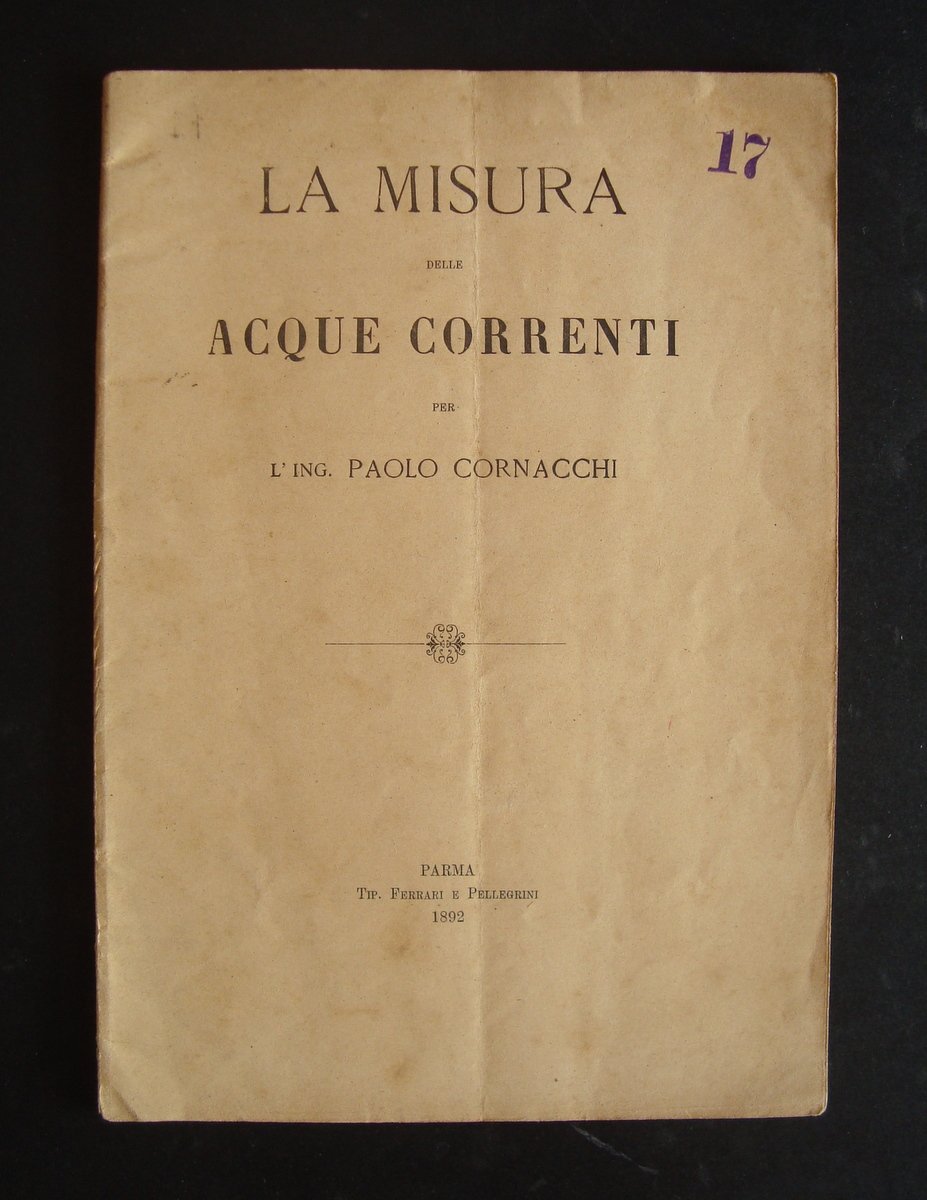 17
LA MISURA
DELLE
ACQUE CORRENTI
PER
L' ING. PAOLO CORNACCHI
PARMA
TIP. FERRARI E PELLEGRINI
1892